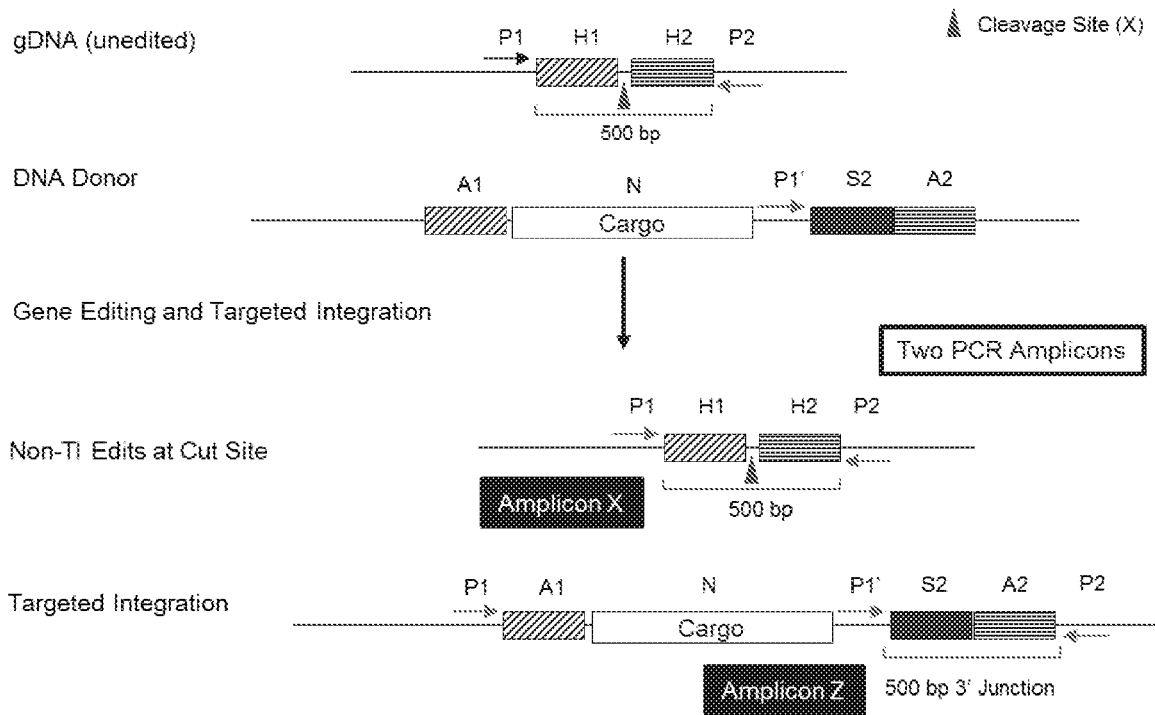 gDNA (unedited)
P1 H1 H2 P2
Cleavage Site (X)
500 bp
DNA Donor
A1 N P1' S2 A2
Cargo
Gene Editing and Targeted Integration
Two PCR Amplicons
P1 H1 H2 P2
Non-TI Edits at Cut Site
Amplicon X
500 bp
P1 A1 N P1' S2 A2 P2
Targeted Integration
Cargo
Amplicon Z
500 bp 3' Junction